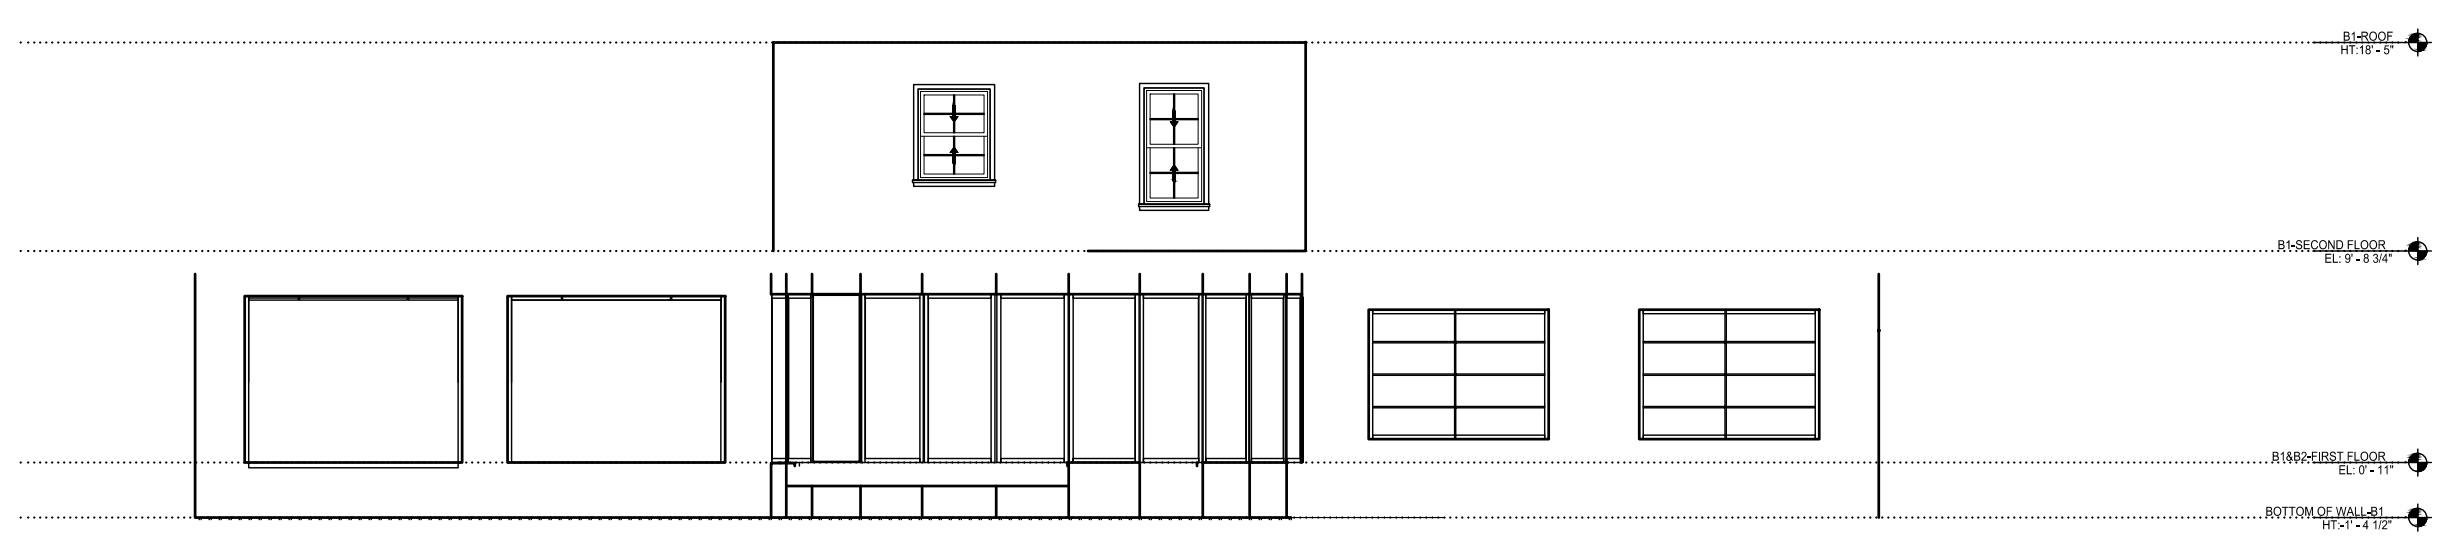 B1-ROOF
HT:18' - 5"
B1-SECOND FLOOR
EL: 9' - 8 3/4"
B1&B2-FIRST FLOOR
EL: 0' - 11"
BOTTOM OF WALL-B1
HT:-1' - 4 1/2"